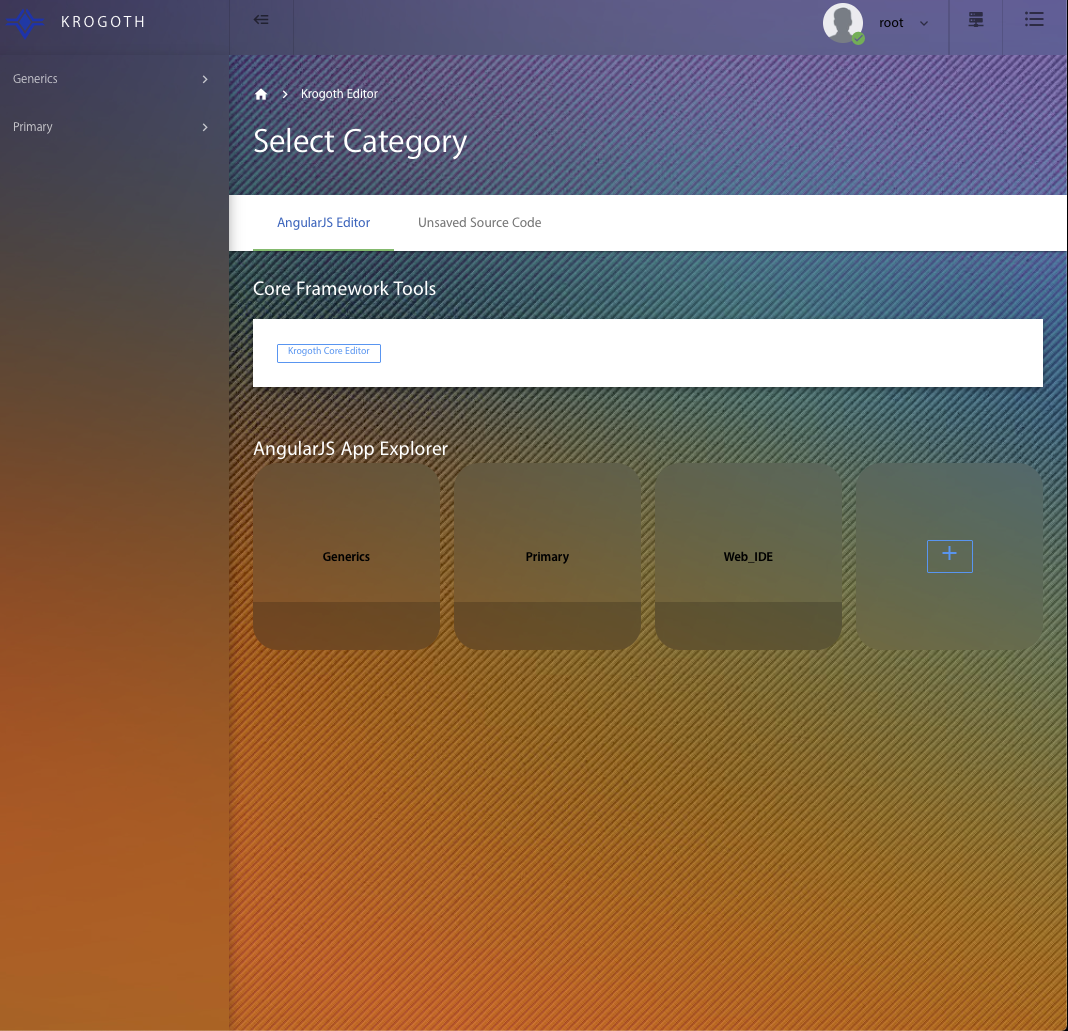 KROGOTH
root
Generics
Primary
Krogoth Editor
Select Category
AngularJS Editor
Unsaved Source Code
Core Framework Tools
Krogoth Core Editor
AngularJS App Explorer
Generics
Primary
Web_IDE
+